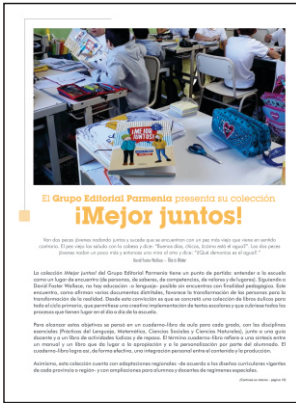 ¡MEJOR
JUNTOS!
El Grupo Editorial Parmenia presenta su colección
¡Mejor juntos!
Van dos peces jóvenes nadando juntos y sucede que se encuentran con un pez más viejo que viene en sentido
contrario. El pez viejo los saluda con la cabeza y dice: "Buenos días, chicos, ¿cómo está el agua?". Los dos peces
jóvenes nadan un poco más y entonces uno mira al otro y dice: "¿Qué demonios es el agua?."
David Foster Wallace -
La colección ¡Mejor juntos! del Grupo Editorial Parmenia tiene un punto de partida: entender a la escuela
como un lugar de encuentro (de personas, de saberes, de competencias, de valores y de lugares). Siguiendo a
David Foster Wallace, no hay educación -o lenguaje- posible sin encuentros con finalidad pedagógica. Este
encuentro, como afirman varios documentos distritales, favorece la transformación de las personas para la
transformación de la realidad. Desde esta convicción es que se concretó una colección de libros áulicos para
todo el ciclo primario, que permitiese una creativa implementación de textos escolares y que subraïase todos los
procesos que tienen lugar en el día a día de la escuela.
Para alcanzar estos objetivos se pensó en un cuaderno-libro de aula para cada grado, con las disciplinas
esenciales (Prácticas del Lenguaje, Matemática, Ciencias Sociales y Ciencias Naturales), junto a una guía
docente y a un libro de actividades lúdicas y de repaso. El término cuaderno-libro refiere a una síntesis entre
un manual y un libro que da lugar a la apropiación y a la personalización por parte del alumnado. El
cuaderno-libro logra así, de forma efectiva, una integración personal entre el contenido y la producción.
Asimismo, esta colección cuenta con adaptaciones regionales -de acuerdo a los diseños curriculares vigentes
de cada provincia o región- y con ampliaciones para alumnos y docentes de regímenes especiales.